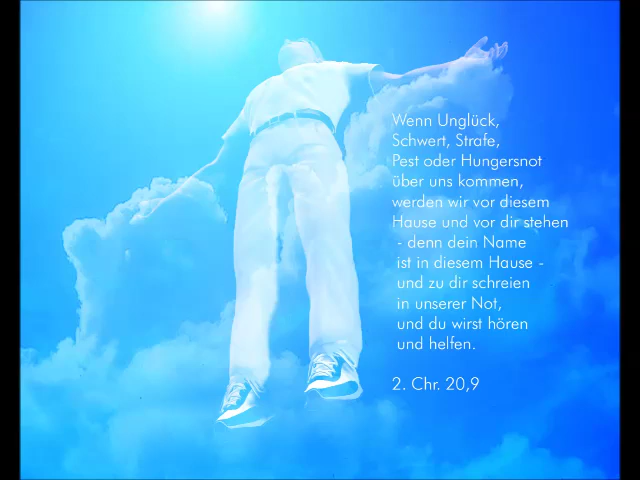 Wenn Unglück,
Schwert, Strafe,
Pest oder Hungersnot
über uns kommen,
werden wir vor diesem
Hause und vor dir stehen
- denn dein Name
ist in diesem Hause -
und zu dir schreien
in unserer Not,
und du wirst hören
und helfen.
2. Chr. 20,9